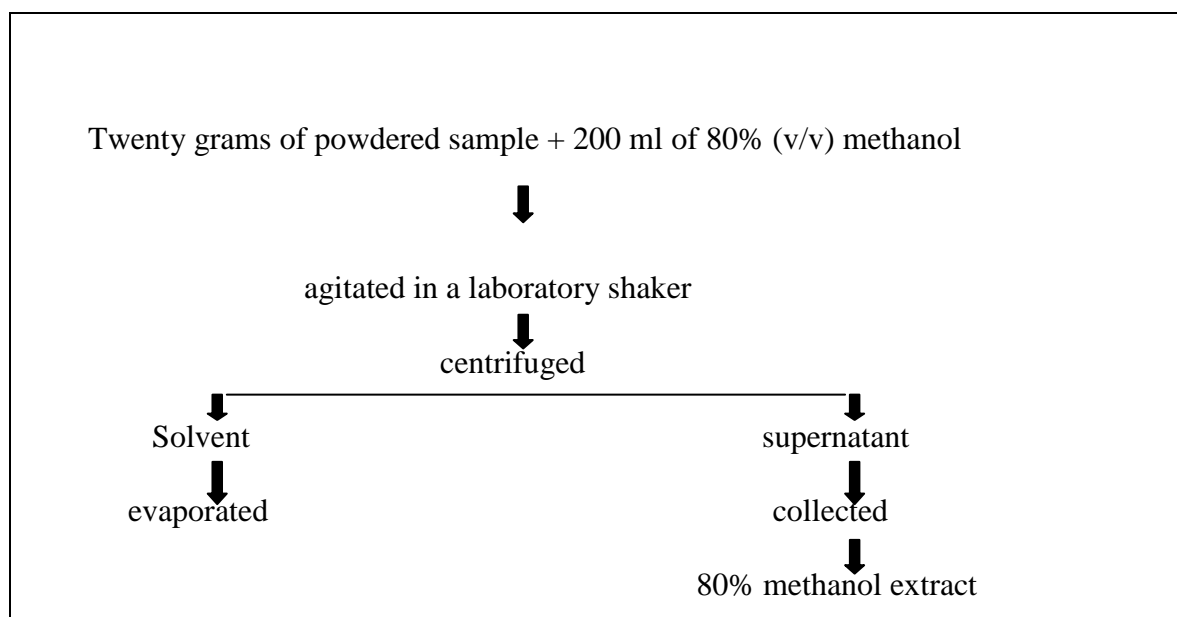 Twenty grams of powdered sample + 200 ml of 80% (v/v) methanol
agitated in a laboratory shaker
centrifuged
Solvent
supernatant
evaporated
collected
80% methanol extract